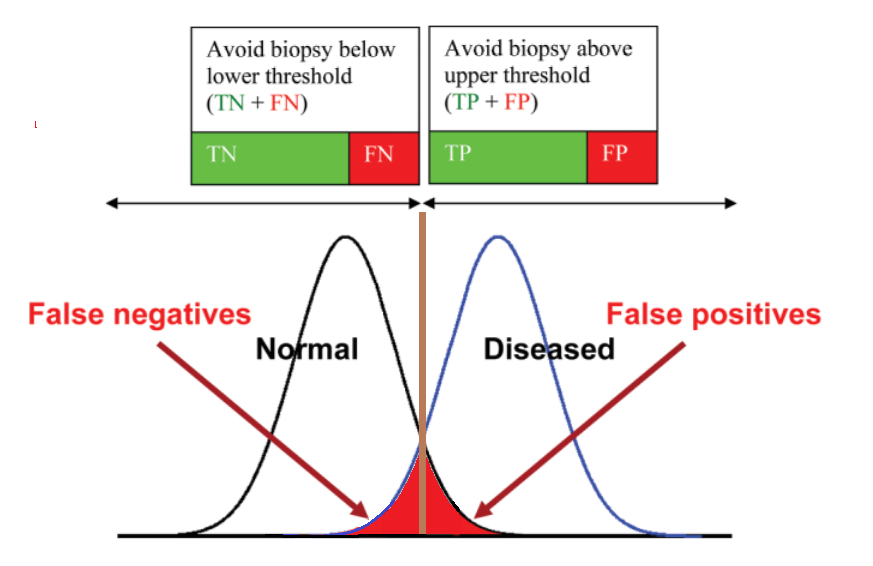 Avoid biopsy below
lower threshold
(TN + FN)
TN FN
Avoid biopsy above
upper threshold
(TP + FP)
TP FP
False negatives
False positives
Normal
Diseased